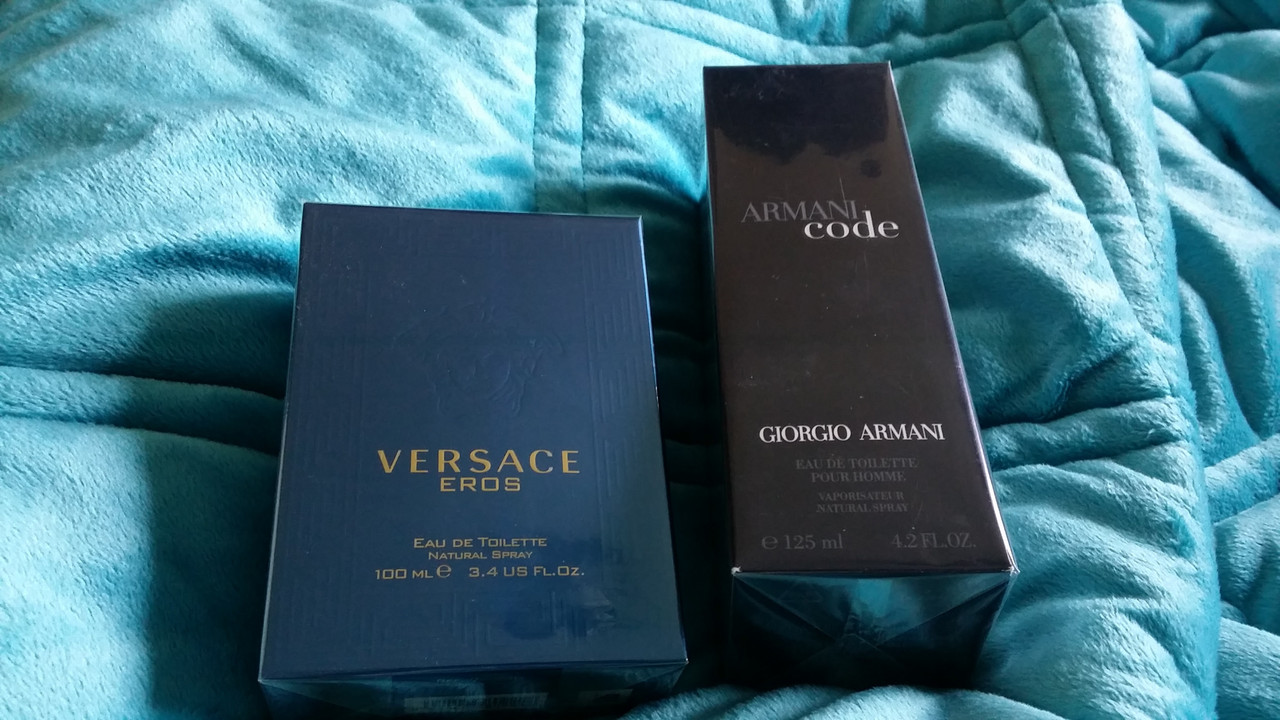 VERSACE
EROS
EAU DE TOILETTE
NATURAL SPRAY
100 ML e 3.4 US FL.OZ.
ARMANI
code
GIORGIO ARMANI
EAU DE TOILETTE
POUR HOMME
VAPORISATEUR
NATURAL SPRAY
e 125 ml 4.2 FL.OZ.